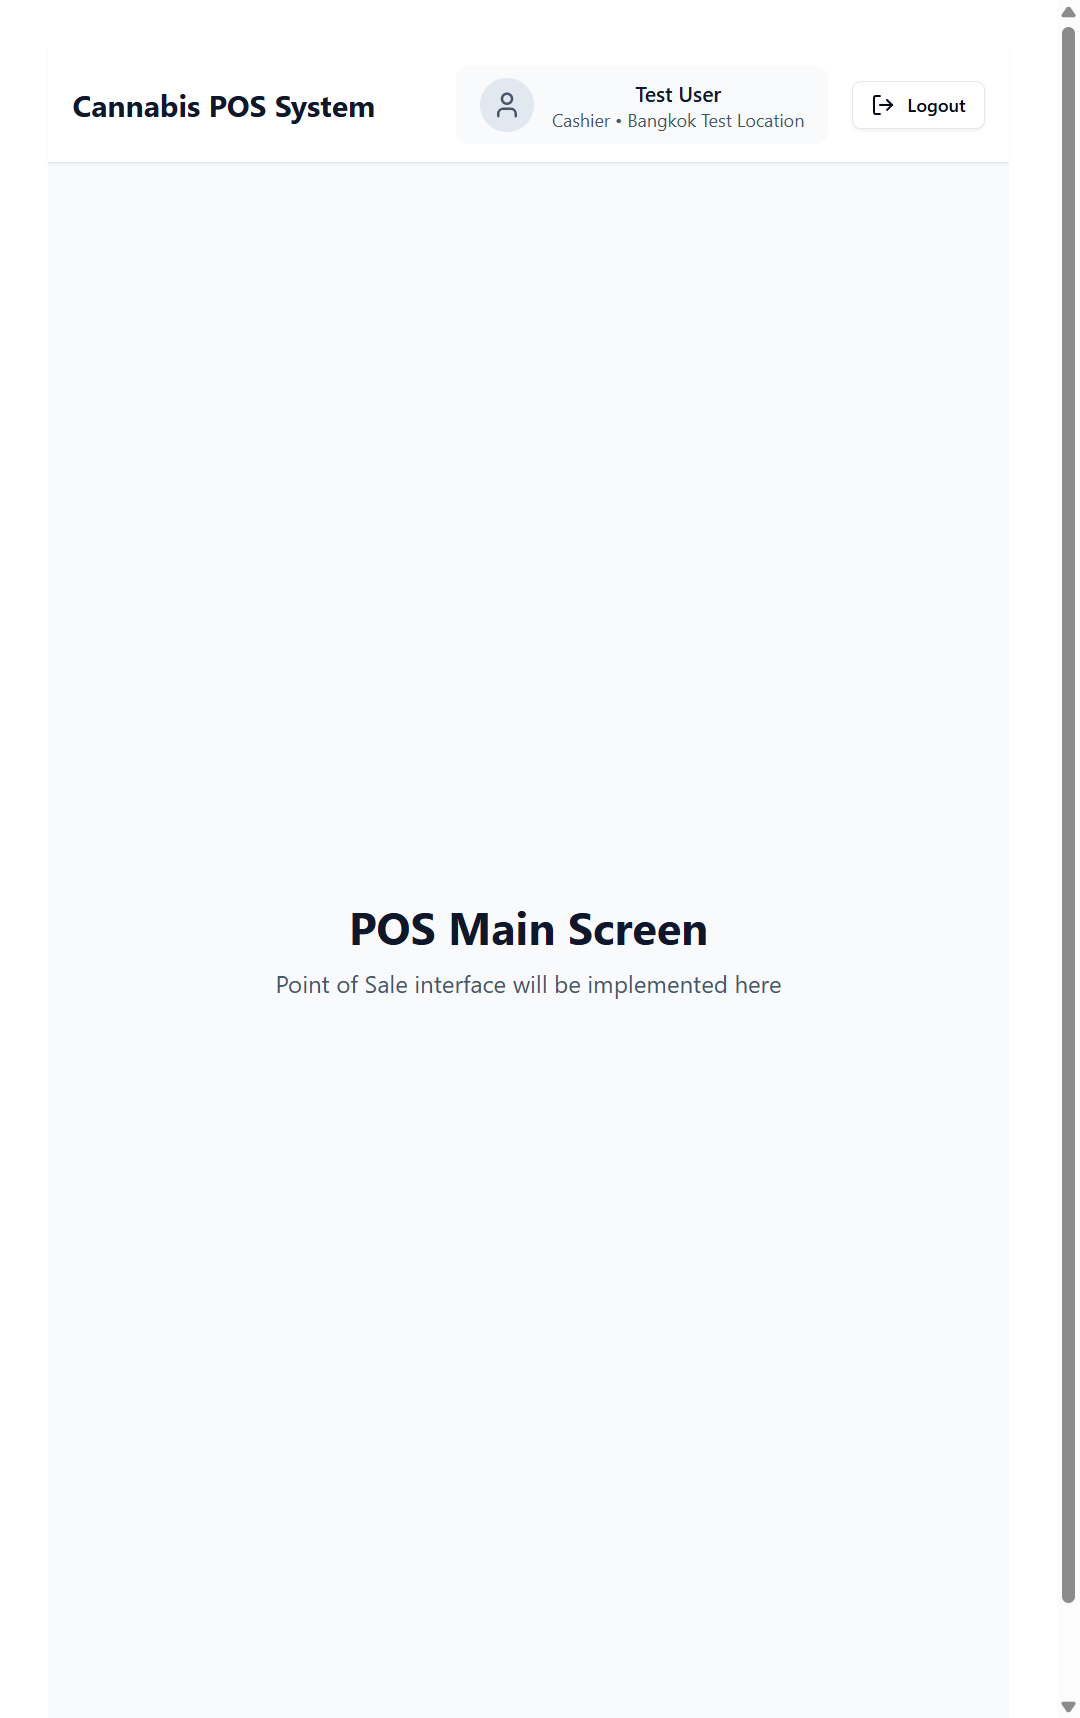 Cannabis POS System
Test User
Cashier • Bangkok Test Location
Logout
POS Main Screen
Point of Sale interface will be implemented here